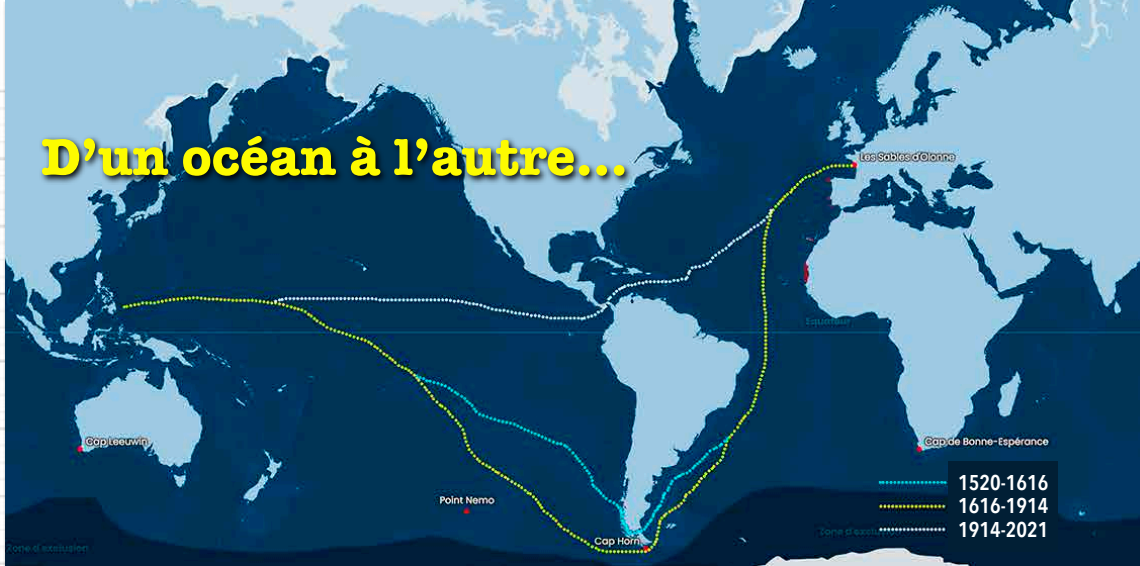 D'un océan à l'autre...
Les Sables d'Olonne
Equateur
Cap Leeuwin
Cap de Bonne-Espérance
Point Nemo
1520-1616
1616-1914
1914-2021
Zone d'exclusion
Cap Horn
Zone d'exclusion